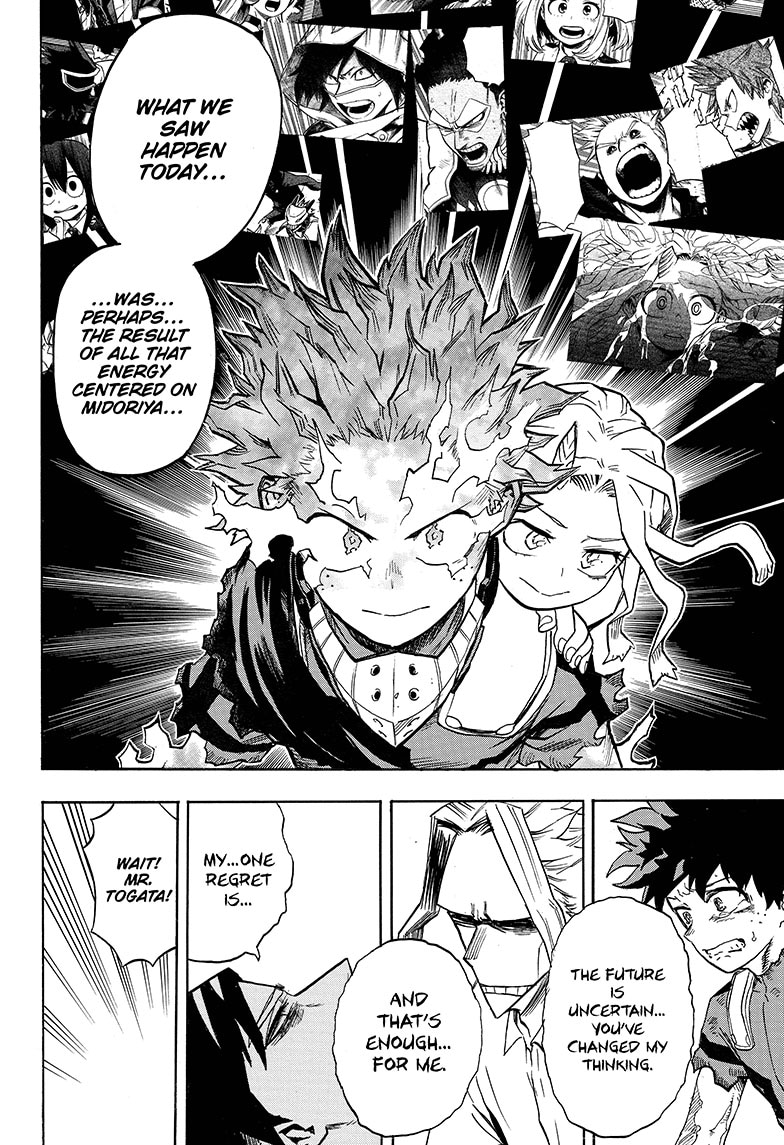 WHAT WE
SAW
HAPPEN
TODAY...
...WAS...
PERHAPS...
THE RESULT
OF ALL THAT
ENERGY
CENTERED ON
MIDORIYA...
THE FUTURE
IS
UNCERTAIN...
YOU'VE
CHANGED MY
THINKING.
AND
THAT'S
ENOUGH...
FOR ME.
MY...ONE
REGRET
IS...
WAIT!
MR.
TOGATA!